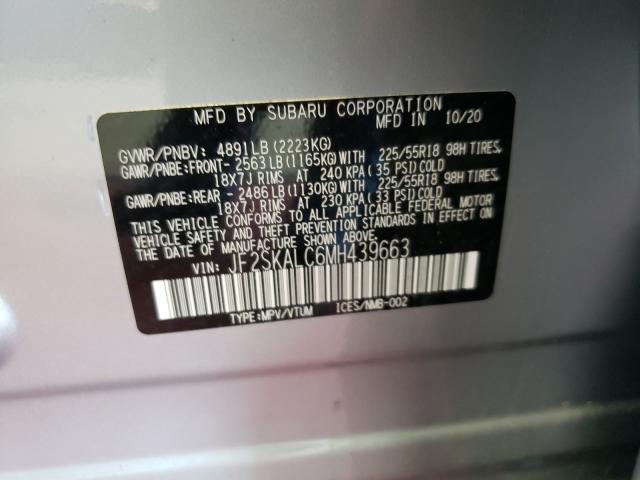 MFD BY SUBARU CORPORATION
MFD IN 10/20
GVWR/PNBV: 4891LB (2223KG)
GAWR/PNBE:FRONT- 2563LB (1165KG)WITH 225/55R18 98H TIRES,
18X7J RIMS AT 240 KPA (35 PSI)COLD
GAWR/PNBE:REAR - 2486LB (1130KG)WITH 225/55R18 98H TIRES,
18X7J RIMS AT 230 KPA (33 PSI)COLD
THIS VEHICLE CONFORMS TO ALL APPLICABLE FEDERAL MOTOR
VEHICLE SAFETY AND THEFT PREVENTION STANDARDS IN EFFECT ON
THE DATE OF MANUFACTURE SHOWN ABOVE.
VIN: JF2SKALC6MH439663
TYPE:MPV/VTUM ICES/NMB-002